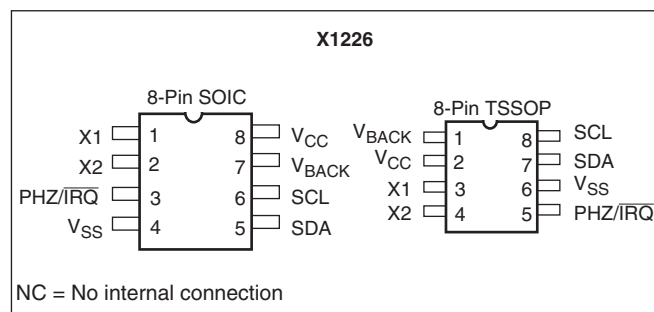 X1226
8-Pin SOIC
X1 1 8 VCC
X2 2 7 VBACK
PHZ/IRQ 3 6 SCL
VSS 4 5 SDA
8-Pin TSSOP
VBACK 1 8 SCL
VCC 2 7 SDA
X1 3 6 VSS
X2 4 5 PHZ/IRQ
NC = No internal connection